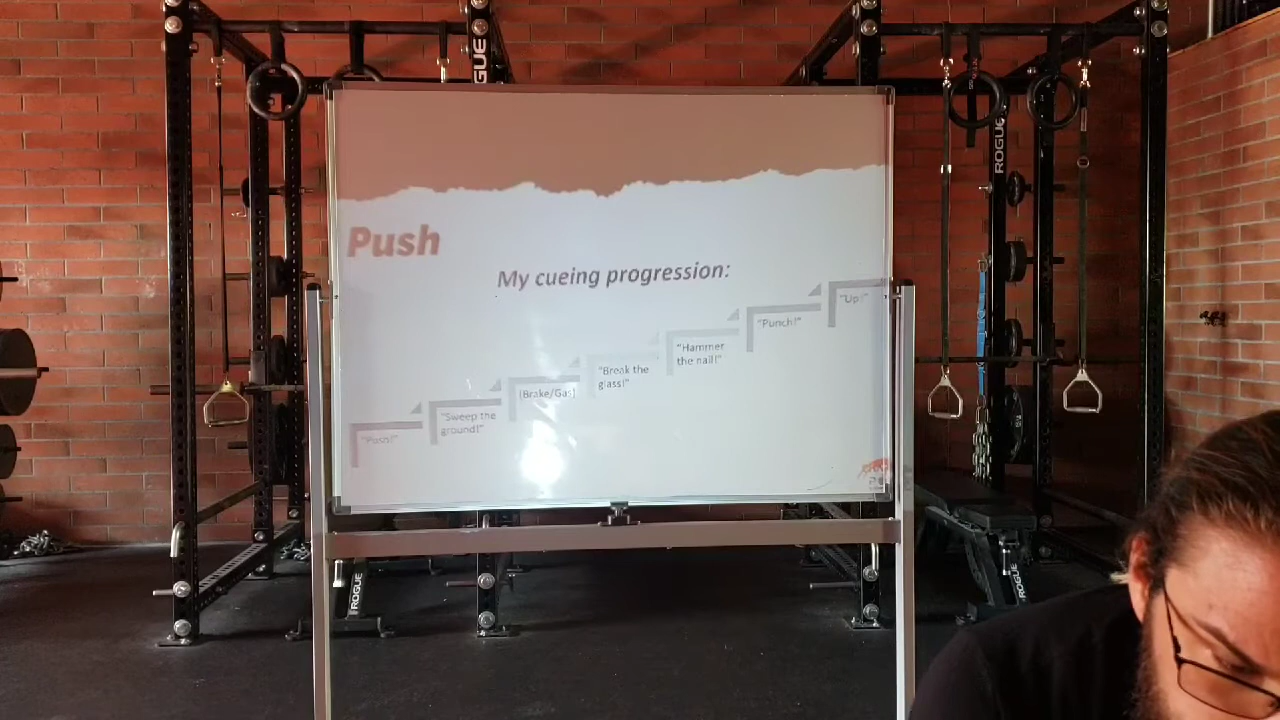 ROGUE
ROGUE
Push
My cueing progression:
"Up!"
"Punch!"
"Hammer
the nail!"
"Break the
glass!"
[Brake/Gas]
"Sweep the
ground!"
"Push!"
ROGUE
ROGUE